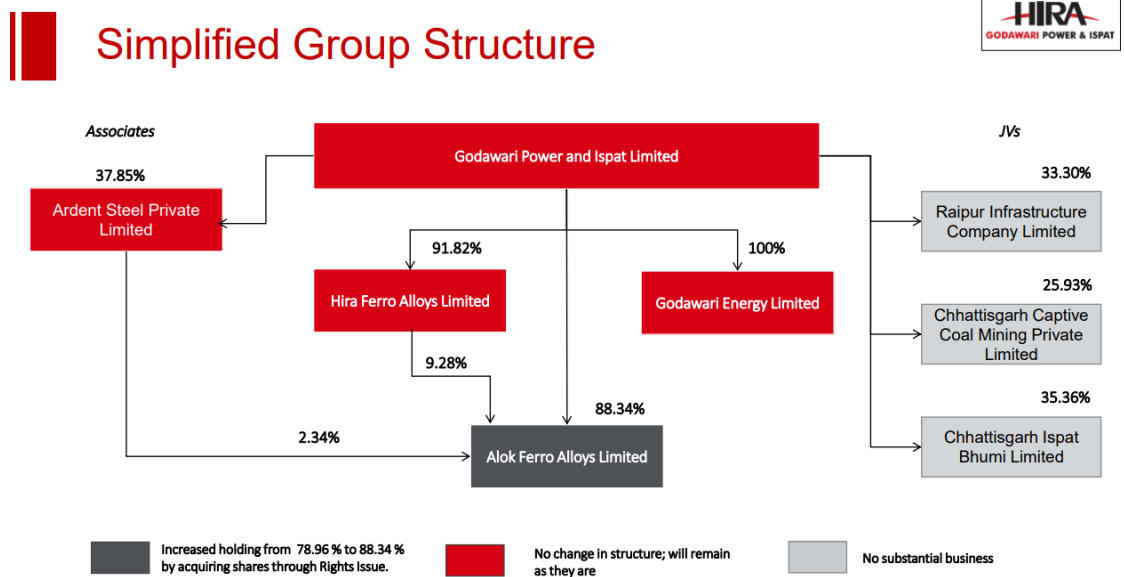 Simplified Group Structure
HIRA
GODAWARI POWER & ISPAT
Associates
37.85%
Ardent Steel Private
Limited
Godawari Power and Ispat Limited
JVs
33.30%
Raipur Infrastructure
Company Limited
91.82%
Hira Ferro Alloys Limited
100%
Godawari Energy Limited
25.93%
Chhattisgarh Captive
Coal Mining Private
Limited
9.28%
88.34%
2.34%
Alok Ferro Alloys Limited
35.36%
Chhattisgarh Ispat
Bhumi Limited
Increased holding from 78.96 % to 88.34 %
by acquiring shares through Rights Issue.
No change in structure; will remain
as they are
No substantial business